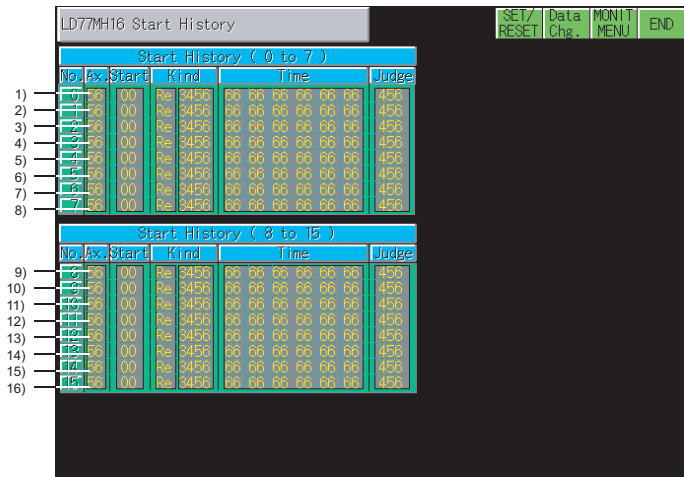 LD77MH16 Start History
SET/ RESET Data Chg. MONIT MENU END
Start History ( 0 to 7 )
No. Ax. Start Kind Time Judge
1) 0 56 00 Re 3456 66 66 66 66 66 66 456
2) 1 56 00 Re 3456 66 66 66 66 66 66 456
3) 2 56 00 Re 3456 66 66 66 66 66 66 456
4) 3 56 00 Re 3456 66 66 66 66 66 66 456
5) 4 56 00 Re 3456 66 66 66 66 66 66 456
6) 5 56 00 Re 3456 66 66 66 66 66 66 456
7) 6 56 00 Re 3456 66 66 66 66 66 66 456
8) 7 56 00 Re 3456 66 66 66 66 66 66 456
Start History ( 8 to 15 )
No. Ax. Start Kind Time Judge
9) 8 56 00 Re 3456 66 66 66 66 66 66 456
10) 9 56 00 Re 3456 66 66 66 66 66 66 456
11) 10 56 00 Re 3456 66 66 66 66 66 66 456
12) 11 56 00 Re 3456 66 66 66 66 66 66 456
13) 12 56 00 Re 3456 66 66 66 66 66 66 456
14) 13 56 00 Re 3456 66 66 66 66 66 66 456
15) 14 56 00 Re 3456 66 66 66 66 66 66 456
16) 15 56 00 Re 3456 66 66 66 66 66 66 456